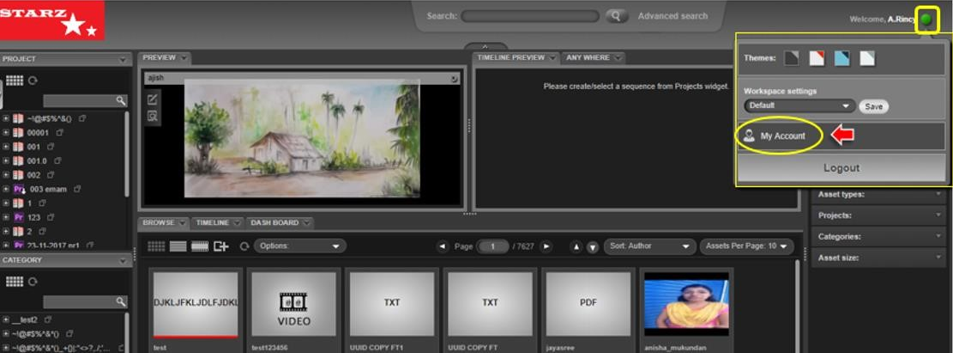 STARZ
Search:
Advanced search
Welcome, A.Rincy
Themes:
Workspace settings
Default
Save
My Account
Logout
PROJECT
~!@#$%^&()
00001
001
001.0
002
003 emam
1
123
2
23-11-2017 pr1
CATEGORY
__test2
~!@#$%^&*()
PREVIEW
ajish
TIMELINE PREVIEW
ANY WHERE
Please create/select a sequence from Projects widget.
BROWSE
TIMELINE
DASH BOARD
Options:
Page 1 / 7627
Sort: Author
Assets Per Page: 10
DJKLJFKLJDLFJDKL
VIDEO
TXT
TXT
PDF
test
test123456
UUID COPY FT1
UUID COPY FT
jayasree
anisha_mukundan
Asset types:
Projects:
Categories:
Asset size: